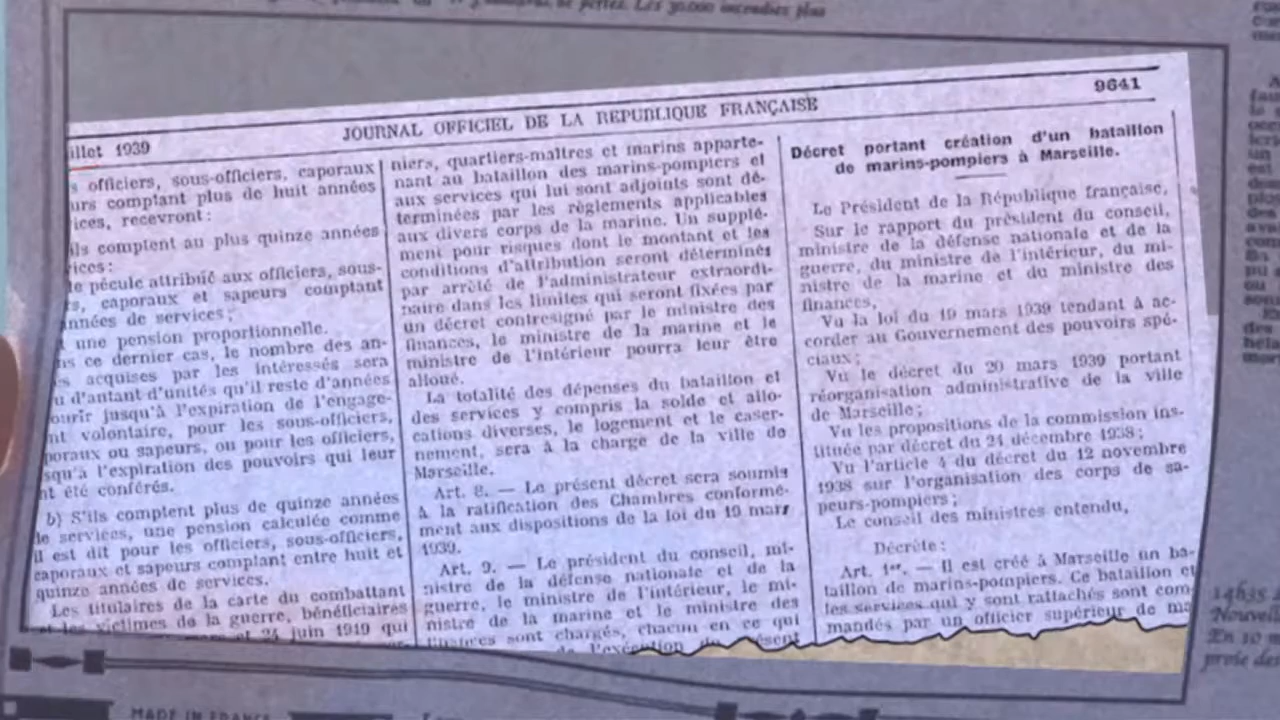 Les 30.000 incendies plus
JOURNAL OFFICIEL DE LA REPUBLIQUE FRANÇAISE
9641
illet 1939
s officiers, sous-officiers, caporaux
urs comptant plus de huit années
ices, recevront :
ils comptent au plus quinze années
ices :
le pécule attribué aux officiers, sous-
s, caporaux et sapeurs comptant
années de services ;
une pension proportionnelle.
ns ce dernier cas, le nombre des an-
s acquises par les intéressés sera
u d'autant d'unités qu'il reste d'années
ourir jusqu'à l'expiration de l'engage-
nt volontaire, pour les sous-officiers,
poraux ou sapeurs, ou pour les officiers,
squ'à l'expiration des pouvoirs qui leur
nt été conférés.
b) S'ils comptent plus de quinze années
de services, une pension calculée comme
il est dit pour les officiers, sous-officiers,
caporaux et sapeurs comptant entre huit et
quinze années de services.
Les titulaires de la carte du combattant
et les victimes de la guerre, bénéficiaires
24 juin 1919 qui
niers, quartiers-maîtres et marins apparte-
nant au bataillon des marins-pompiers et
aux services qui lui sont adjoints sont dé-
terminées par les règlements applicables
aux divers corps de la marine. Un supplé-
ment pour risques dont le montant et les
conditions d'attribution seront déterminés
par arrêté de l'administrateur extraordi-
naire dans les limites qui seront fixées par
un décret contresigné par le ministre des
finances, le ministre de la marine et le
ministre de l'intérieur pourra leur être
alloué.
La totalité des dépenses du bataillon et
des services y compris la solde et allo-
cations diverses, le logement et le caser-
nement, sera à la charge de la ville de
Marseille.
Art. 8. — Le présent décret sera soumis
à la ratification des Chambres conformé-
ment aux dispositions de la loi du 19 mars
1939.
Art. 9. — Le président du conseil, mi-
nistre de la défense nationale et de la
guerre, le ministre de l'intérieur, le mi-
nistre de la marine et le ministre des
finances sont chargés, chacun en ce qui
de l'exécution du présent
Décret portant création d'un bataillon
de marins-pompiers à Marseille.
Le Président de la République française,
Sur le rapport du président du conseil,
ministre de la défense nationale et de la
guerre, du ministre de l'intérieur, du mi-
nistre de la marine et du ministre des
finances,
Vu la loi du 19 mars 1939 tendant à ac-
corder au Gouvernement des pouvoirs spé-
ciaux ;
Vu le décret du 20 mars 1939 portant
réorganisation administrative de la ville
de Marseille ;
Vu les propositions de la commission ins-
tituée par décret du 24 décembre 1938 ;
Vu l'article 4 du décret du 12 novembre
1938 sur l'organisation des corps de sa-
peurs-pompiers ;
Le conseil des ministres entendu,
Décrète :
Art. 1er. — Il est créé à Marseille un ba-
taillon de marins-pompiers. Ce bataillon et
les services qui y sont rattachés sont com-
mandés par un officier supérieur de ma
14h35
Nouvelle
En 10
proie de
MADE IN FRANCE